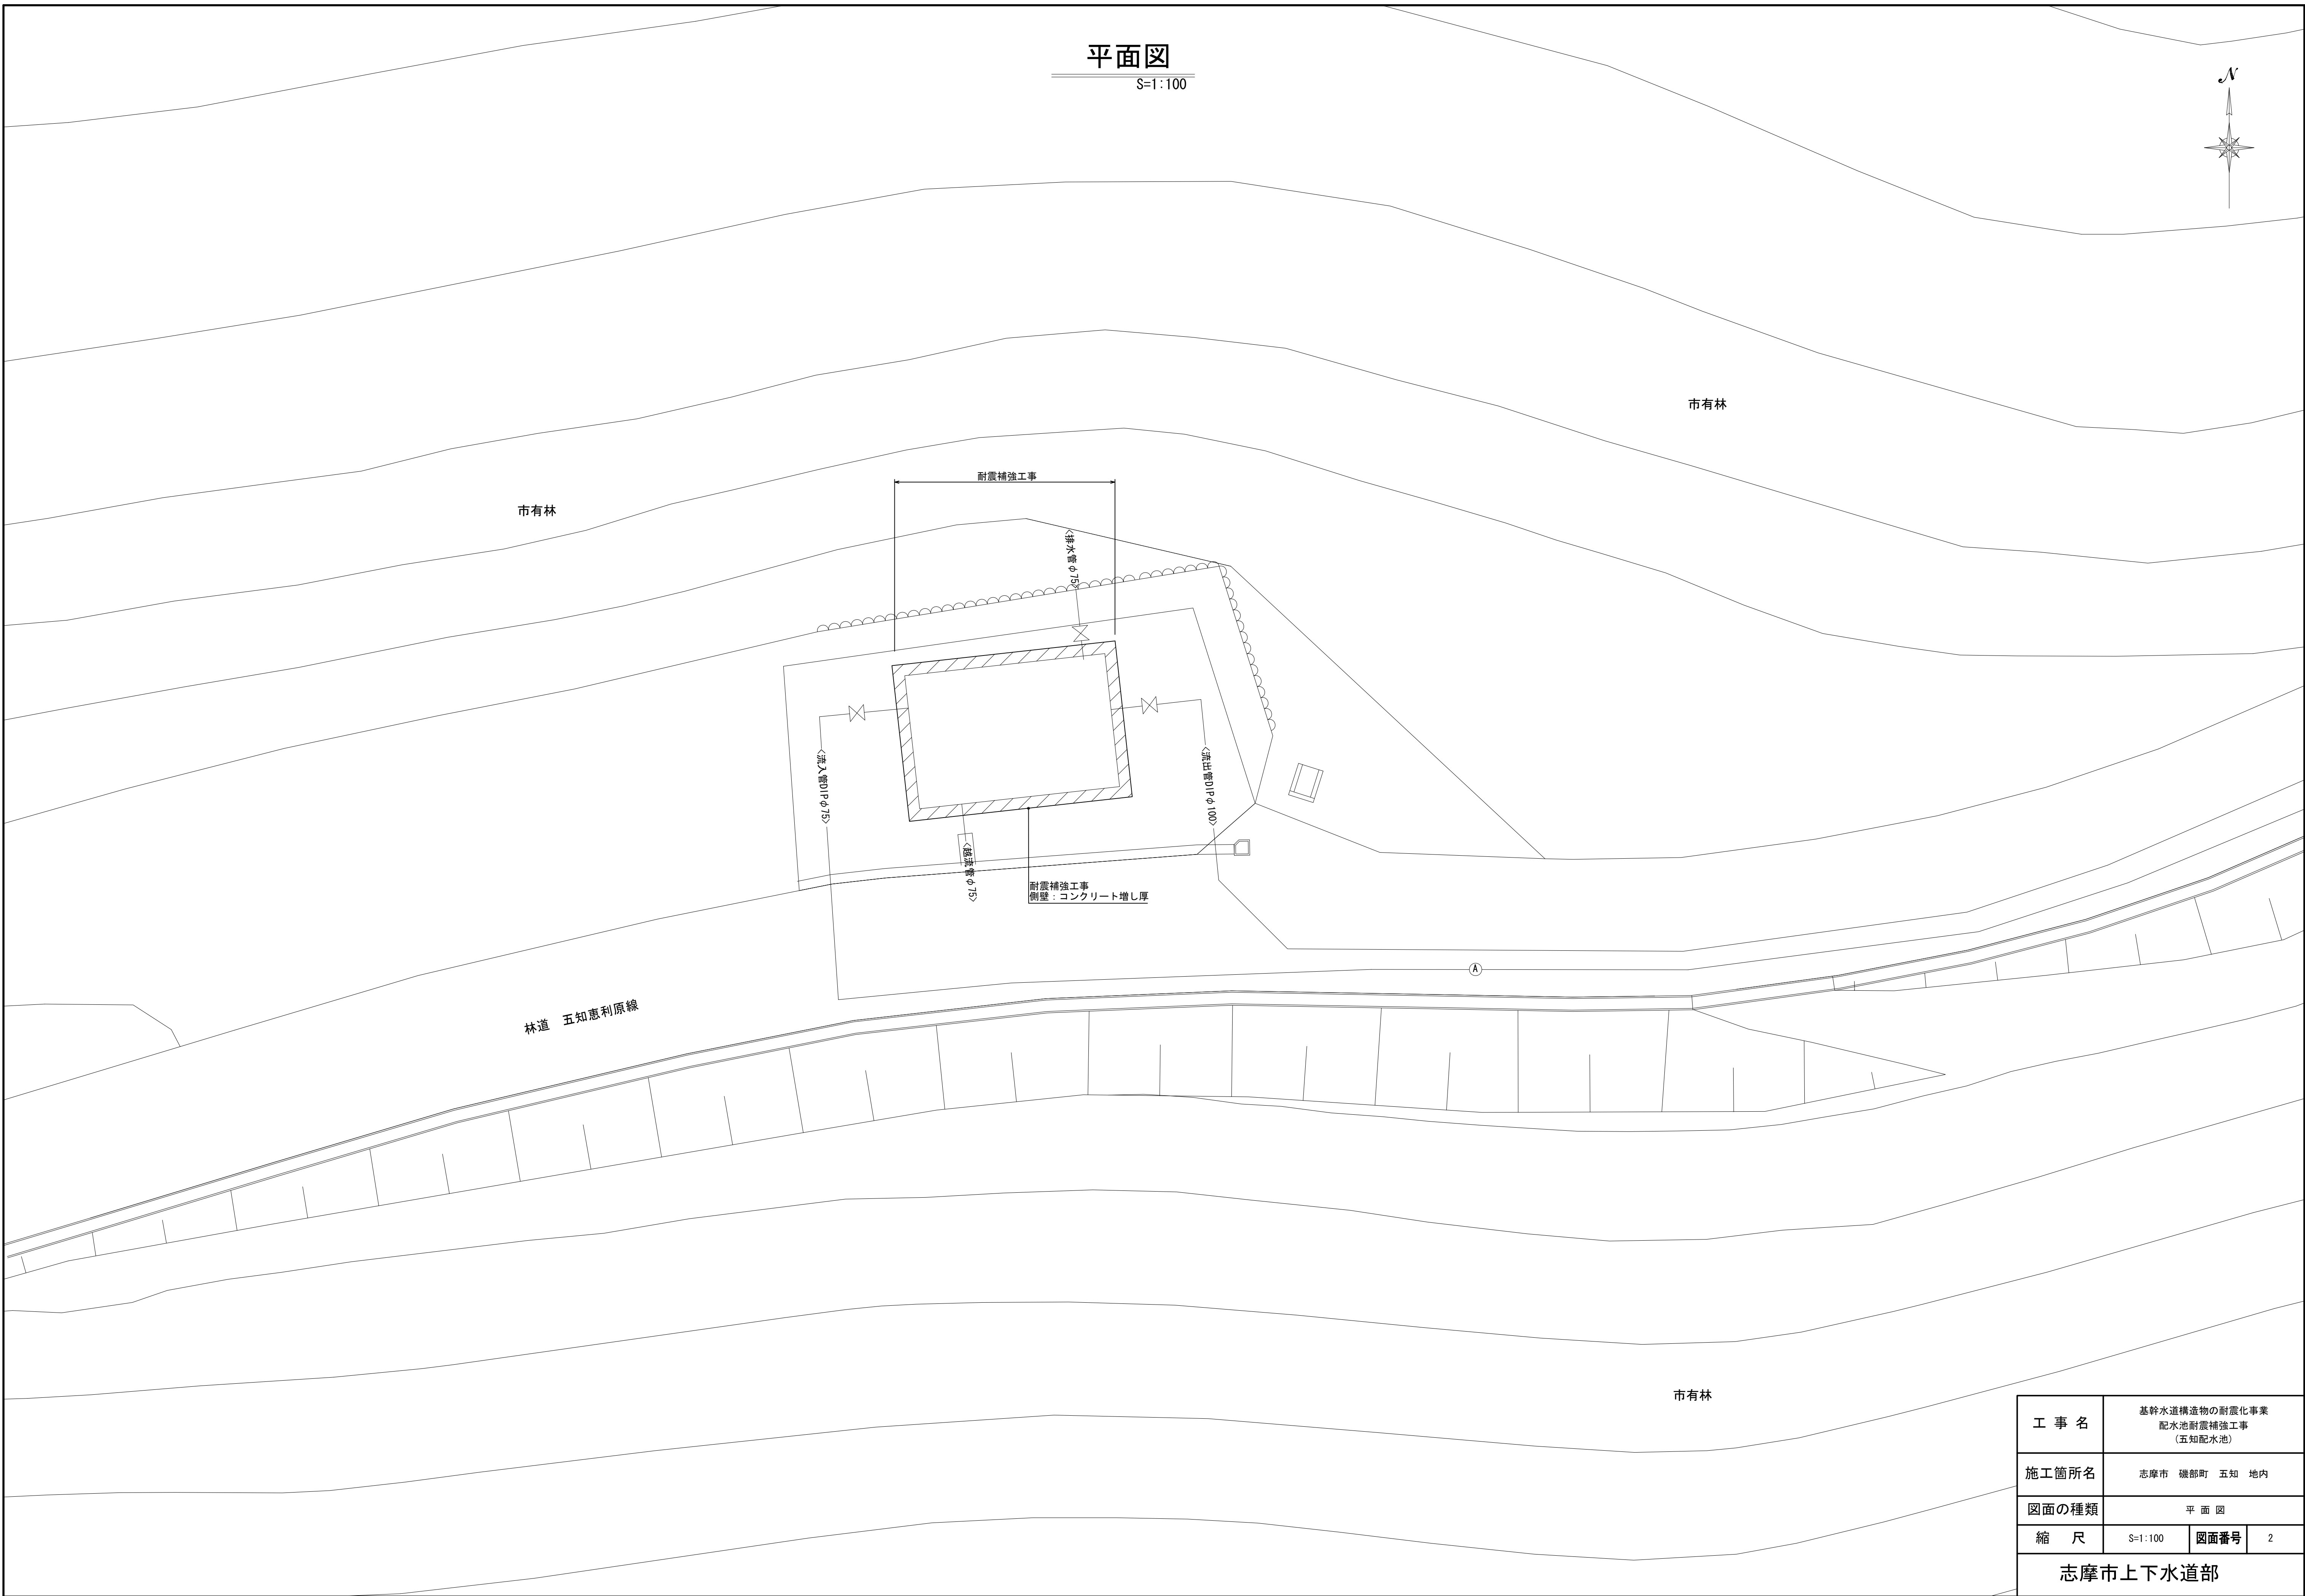 平面図
S=1:100
N
市有林
耐震補強工事
市有林
<排水管φ75>
<流入管DIPφ75>
<流出管DIPφ100>
<越流管φ75>
耐震補強工事
側壁：コンクリート増し厚
A
林道　五知恵利原線
市有林
工 事 名
基幹水道構造物の耐震化事業
配水池耐震補強工事
（五知配水池）
施工箇所名
志摩市　磯部町　五知　地内
図面の種類
平 面 図
縮　尺
S=1:100
図面番号
2
志摩市上下水道部